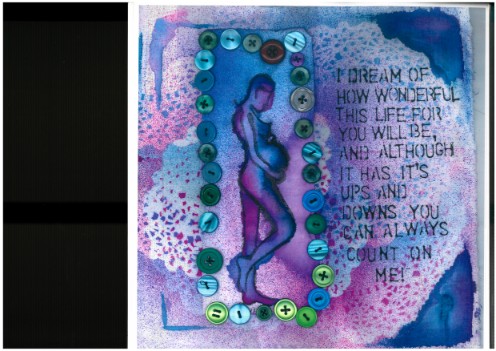 I DREAM OF
HOW WONDERFUL
THIS LIFE FOR
YOU WILL BE,
AND ALTHOUGH
IT HAS IT'S
UPS AND
DOWNS YOU
CAN ALWAYS
COUNT ON
ME!